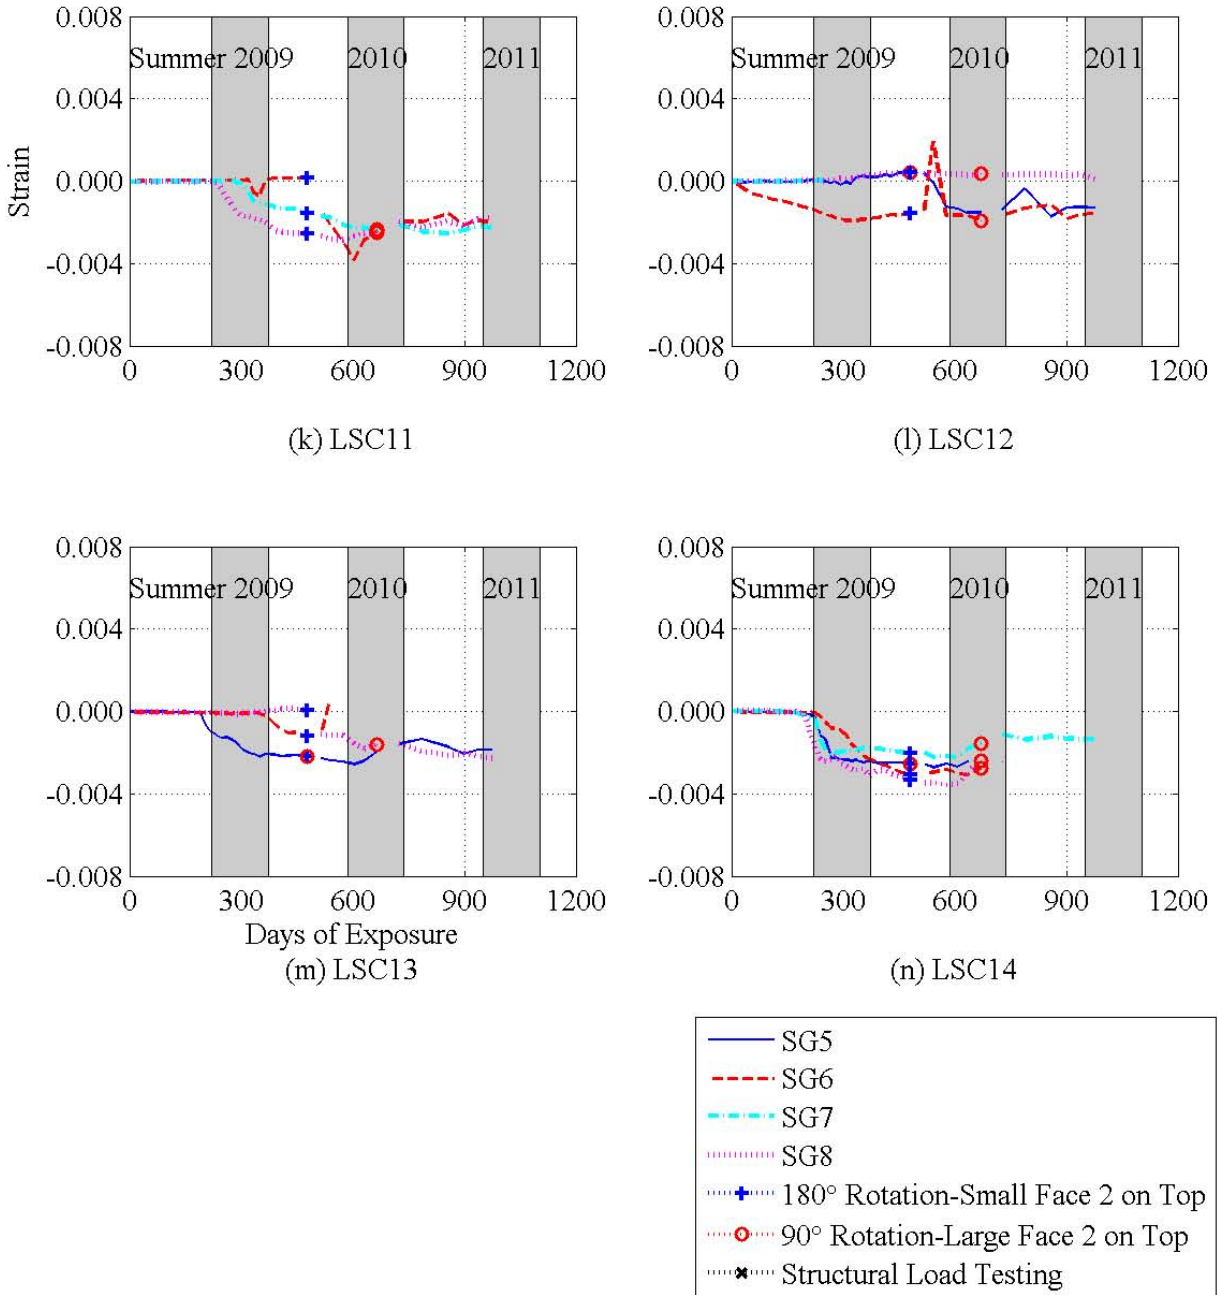 0.008
0.004
0.000
-0.004
-0.008
Strain
Summer 2009
2010
2011
0
300
600
900
1200
(k) LSC11
0.008
0.004
0.000
-0.004
-0.008
Summer 2009
2010
2011
0
300
600
900
1200
(l) LSC12
0.008
0.004
0.000
-0.004
-0.008
Summer 2009
2010
2011
0
300
600
900
1200
Days of Exposure
(m) LSC13
0.008
0.004
0.000
-0.004
-0.008
Summer 2009
2010
2011
0
300
600
900
1200
(n) LSC14
SG5
SG6
SG7
SG8
180° Rotation-Small Face 2 on Top
90° Rotation-Large Face 2 on Top
Structural Load Testing